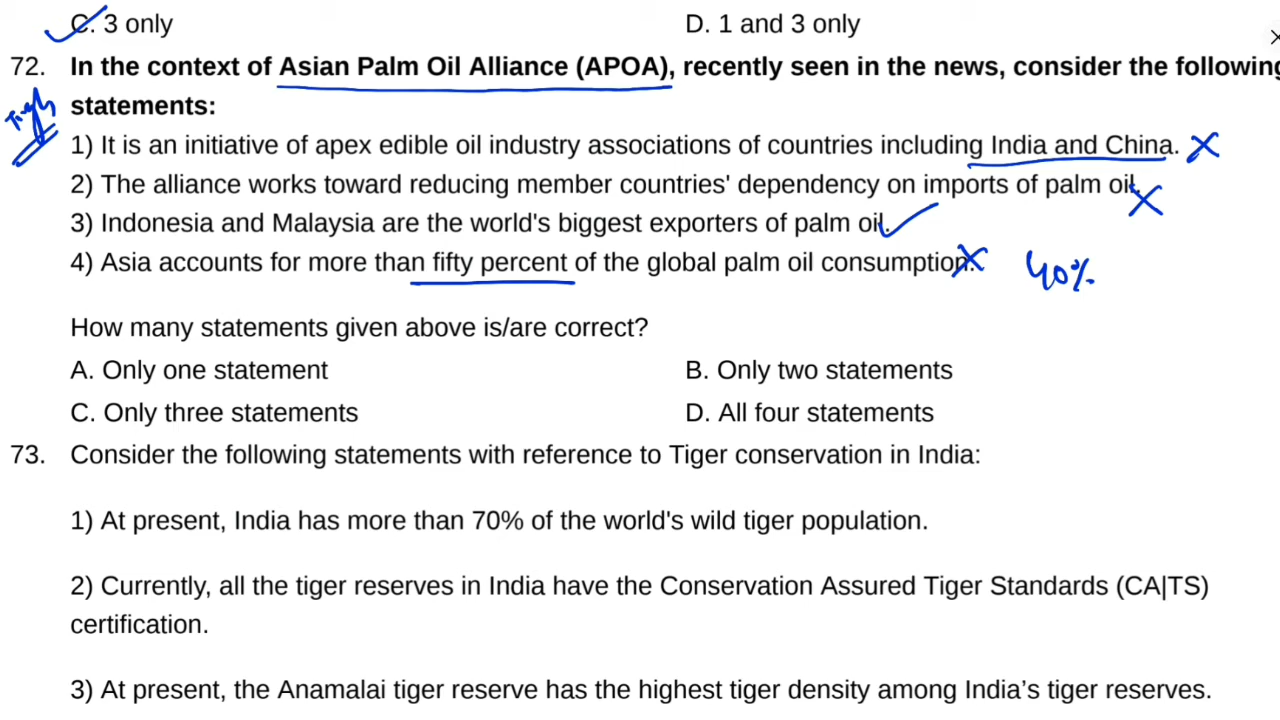 C. 3 only D. 1 and 3 only
72. In the context of Asian Palm Oil Alliance (APOA), recently seen in the news, consider the following
Tough statements:
1) It is an initiative of apex edible oil industry associations of countries including India and China.
2) The alliance works toward reducing member countries' dependency on imports of palm oil.
3) Indonesia and Malaysia are the world's biggest exporters of palm oil.
4) Asia accounts for more than fifty percent of the global palm oil consumption. 40%
How many statements given above is/are correct?
A. Only one statement B. Only two statements
C. Only three statements D. All four statements
73. Consider the following statements with reference to Tiger conservation in India:
1) At present, India has more than 70% of the world's wild tiger population.
2) Currently, all the tiger reserves in India have the Conservation Assured Tiger Standards (CA|TS)
certification.
3) At present, the Anamalai tiger reserve has the highest tiger density among India’s tiger reserves.